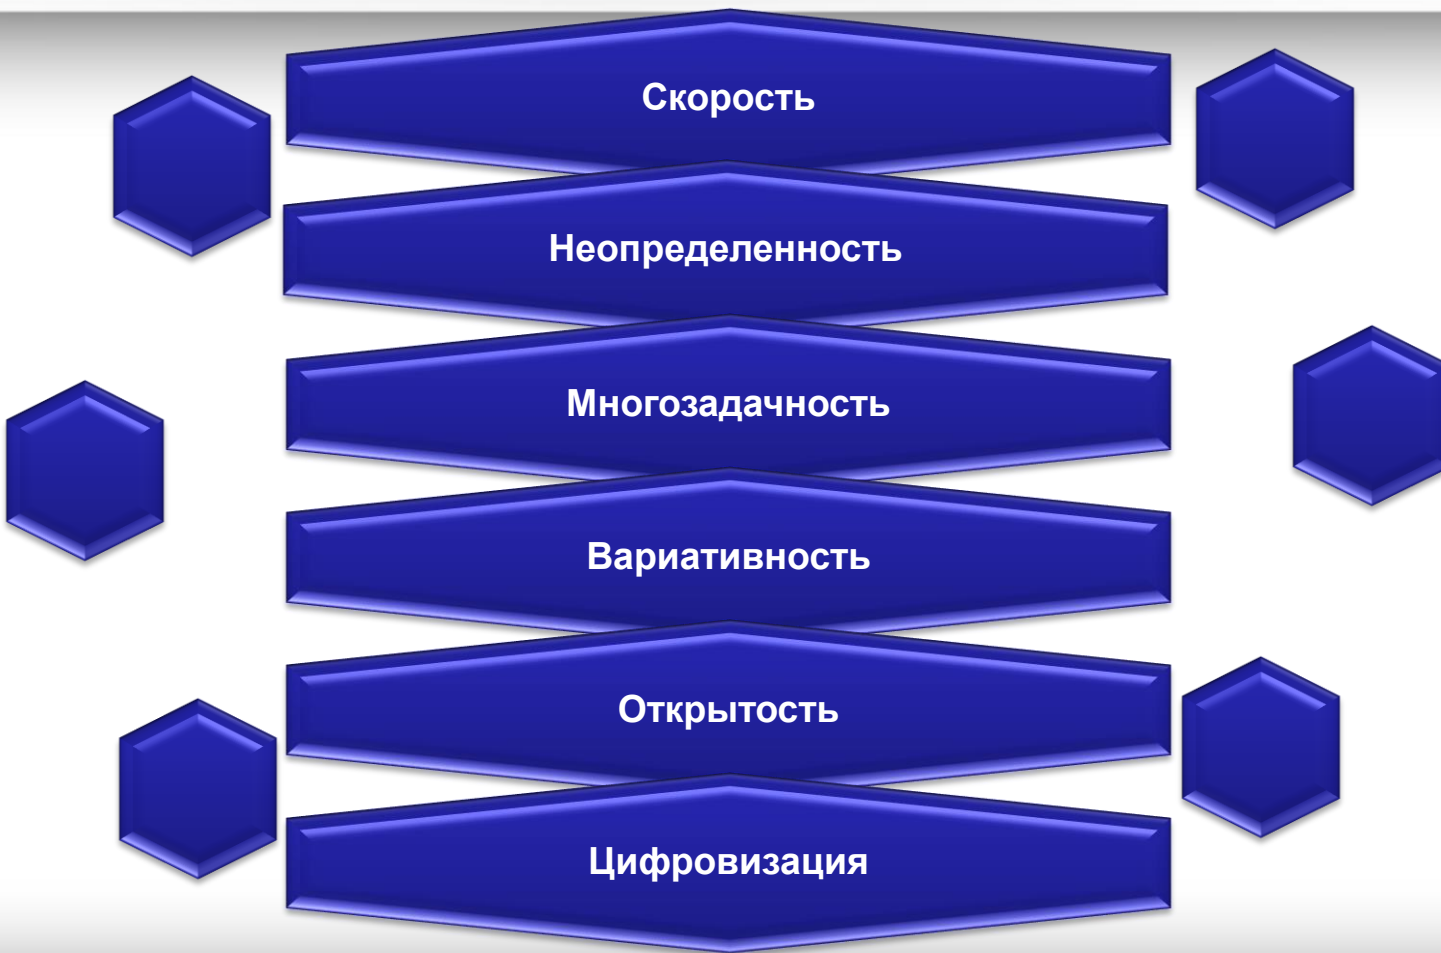 Скорость
Неопределенность
Многозадачность
Вариативность
Открытость
Цифровизация